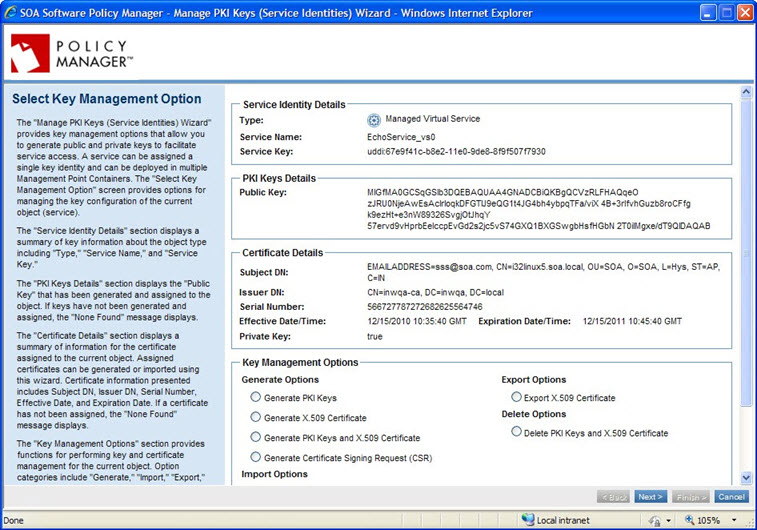 SOA Software Policy Manager - Manage PKI Keys (Service Identities) Wizard - Windows Internet Explorer
POLICY
MANAGER™
Select Key Management Option
The "Manage PKI Keys (Service Identities) Wizard"
provides key management options that allow you
to generate public and private keys to facilitate
service access. A service can be assigned a
single key identity and can be deployed in multiple
Management Point Containers. The "Select Key
Management Option" screen provides options for
managing the key configuration of the current
object (service).
The "Service Identity Details" section displays a
summary of key information about the object type
including "Type," "Service Name," and "Service
Key."
The "PKI Keys Details" section displays the "Public
Key" that has been generated and assigned to the
object. If keys have not been generated and
assigned, the "None Found" message displays.
The "Certificate Details" section displays a
summary of information for the certificate
assigned to the current object. Assigned
certificates can be generated or imported using
this wizard. Certificate information presented
includes Subject DN, Issuer DN, Serial Number,
Effective Date, and Expiration Date. If a certificate
has not been assigned, the "None Found"
message displays.
The "Key Management Options" section provides
functions for performing key and certificate
management for the current object. Option
categories include "Generate," "Import," "Export,"
Service Identity Details
Type: Managed Virtual Service
Service Name: EchoService_vs0
Service Key: uddi:67e9f41c-b8e2-11e0-9de8-8f9f507f7930
PKI Keys Details
Public Key:
Certificate Details
Subject DN: EMAILADDRESS=sss@soa.com, CN=i32linux5.soa.local, OU=SOA, O=SOA, L=Hys, ST=AP,
C=IN
Issuer DN: CN=inwqa-ca, DC=inwqa, DC=local
Serial Number: 566727787272682625564746
Effective Date/Time: 12/15/2010 10:35:40 GMT Expiration Date/Time: 12/15/2011 10:45:40 GMT
Private Key: true
Key Management Options
Generate Options
Generate PKI Keys
Generate X.509 Certificate
Generate PKI Keys and X.509 Certificate
Generate Certificate Signing Request (CSR)
Import Options
Export Options
Export X.509 Certificate
Delete Options
Delete PKI Keys and X.509 Certificate
< Back Next > Finish » Cancel
Done Local intranet 105%